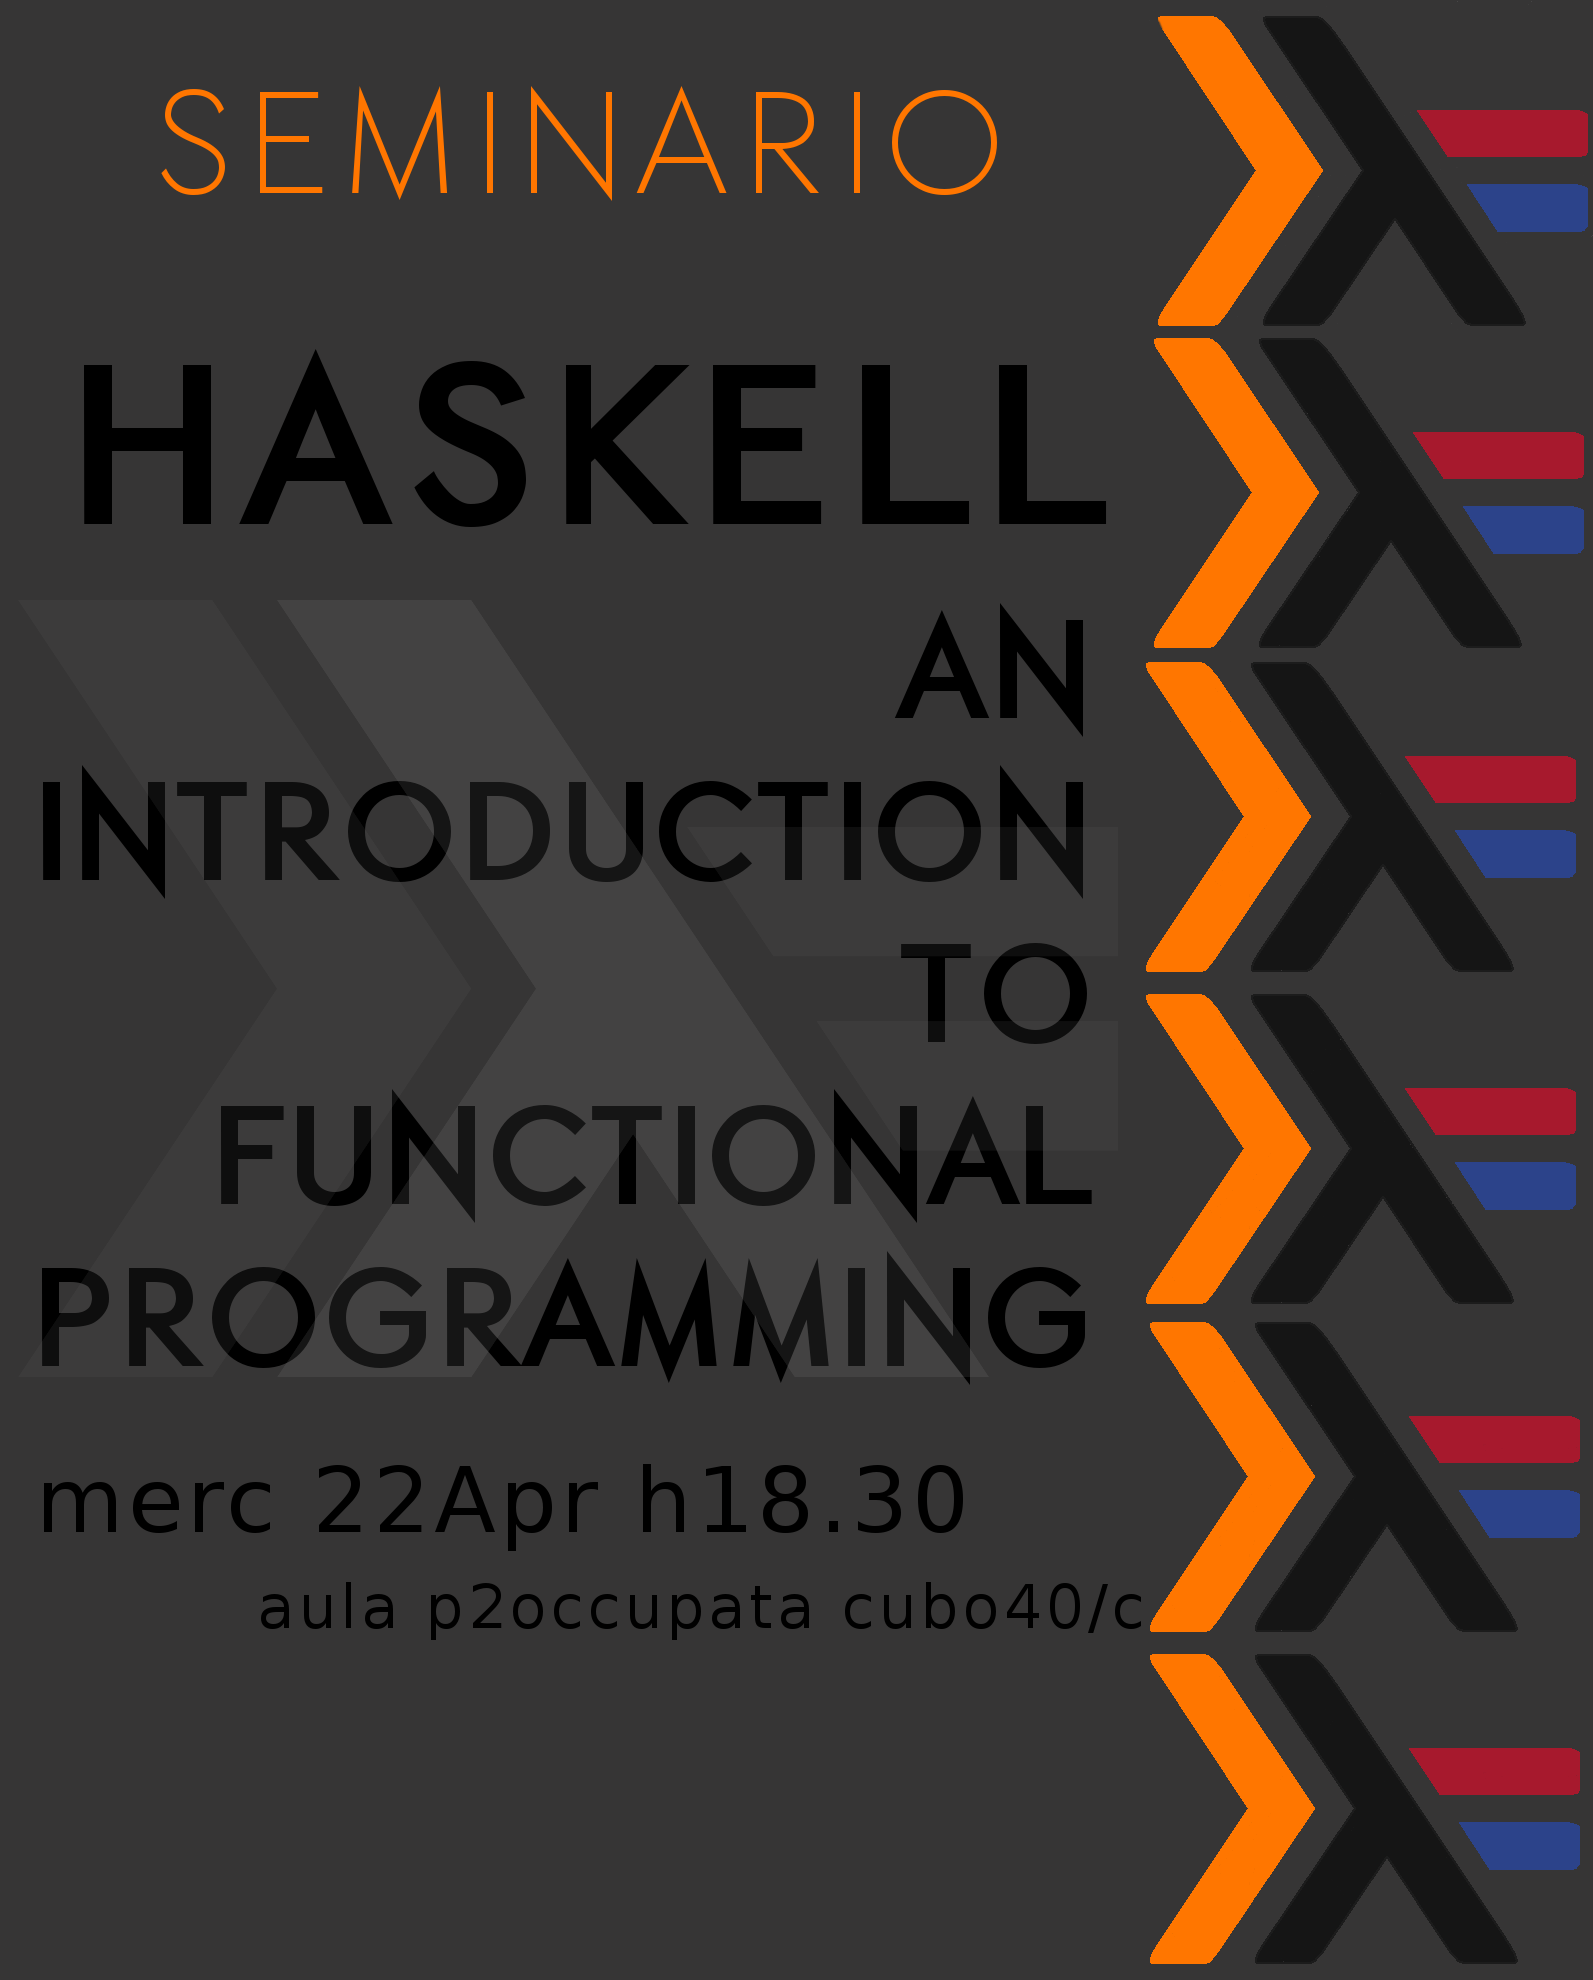 SEMINARIO
HASKELL
AN
INTRODUCTION
TO
FUNCTIONAL
PROGRAMMING
merc 22Apr h18.30
aula p2occupata cubo40/c